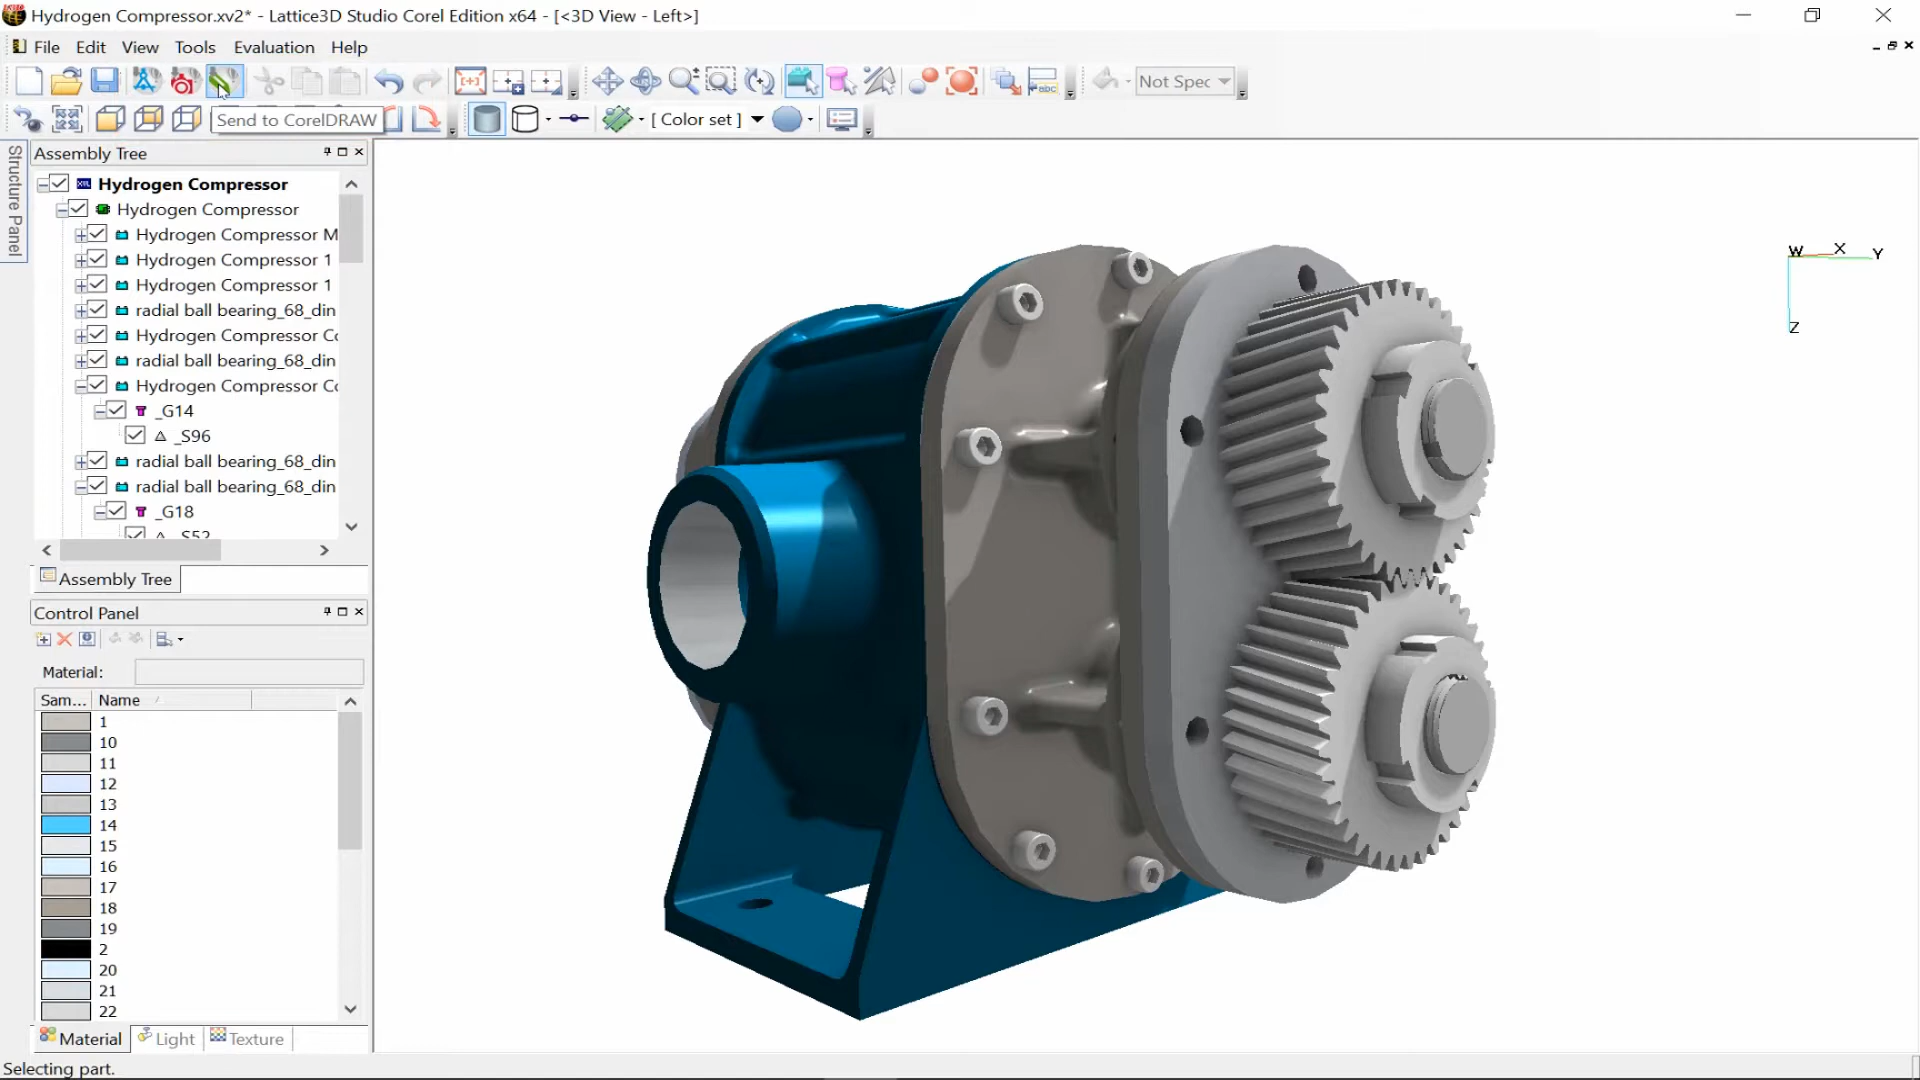 Hydrogen Compressor.xv2* - Lattice3D Studio Corel Edition x64 - [<3D View - Left>]
File Edit View Tools Evaluation Help
Not Spec
Send to CorelDRAW
[ Color set ]
Structure Panel
Assembly Tree
Hydrogen Compressor
Hydrogen Compressor
Hydrogen Compressor M
Hydrogen Compressor 1
Hydrogen Compressor 1
radial ball bearing_68_din
Hydrogen Compressor Co
radial ball bearing_68_din
Hydrogen Compressor Co
_G14
_S96
radial ball bearing_68_din
radial ball bearing_68_din
_G18
_S52
Assembly Tree
Control Panel
Material:
Sam... Name
1
10
11
12
13
14
15
16
17
18
19
2
20
21
22
Material Light Texture
Selecting part.
W X Y
Z